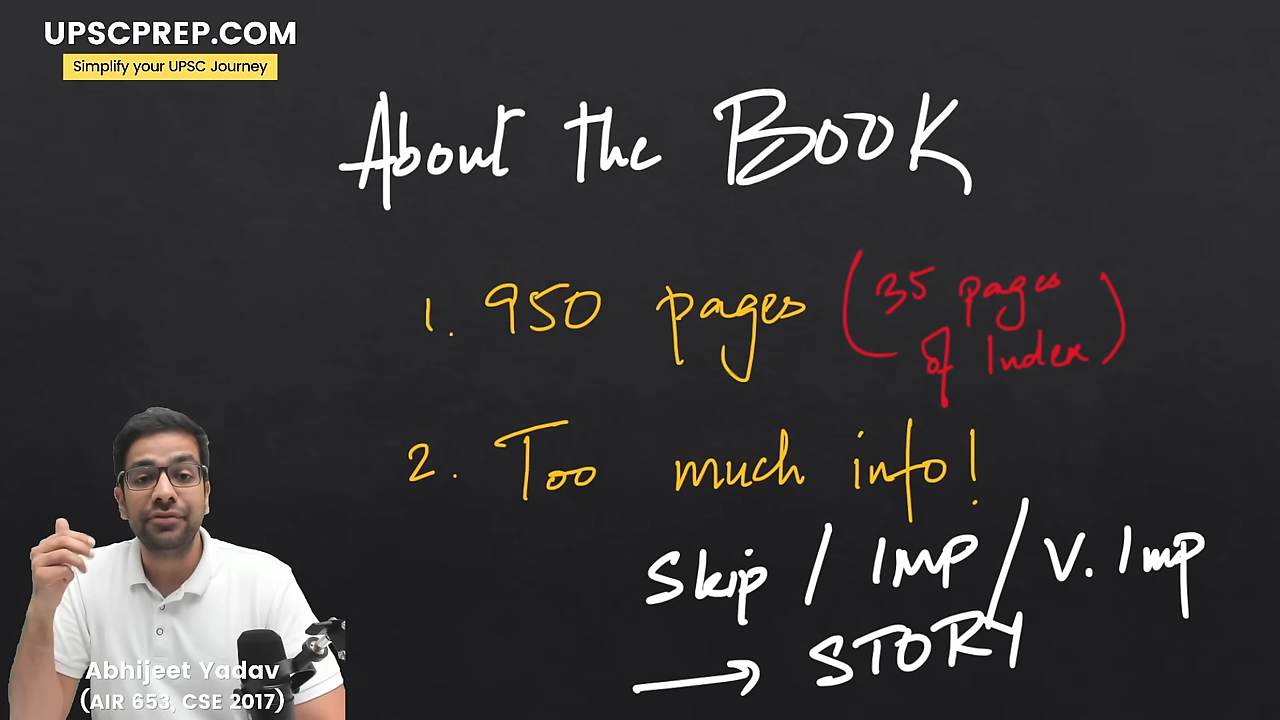 UPSCPREP.COM
Simplify your UPSC Journey
About the BOOK
1. 950 pages (35 pages
of Index)
2. Too much info!
Skip / IMP / V. Imp
→ STORY
Abhijeet Yadav
(AIR 653, CSE 2017)